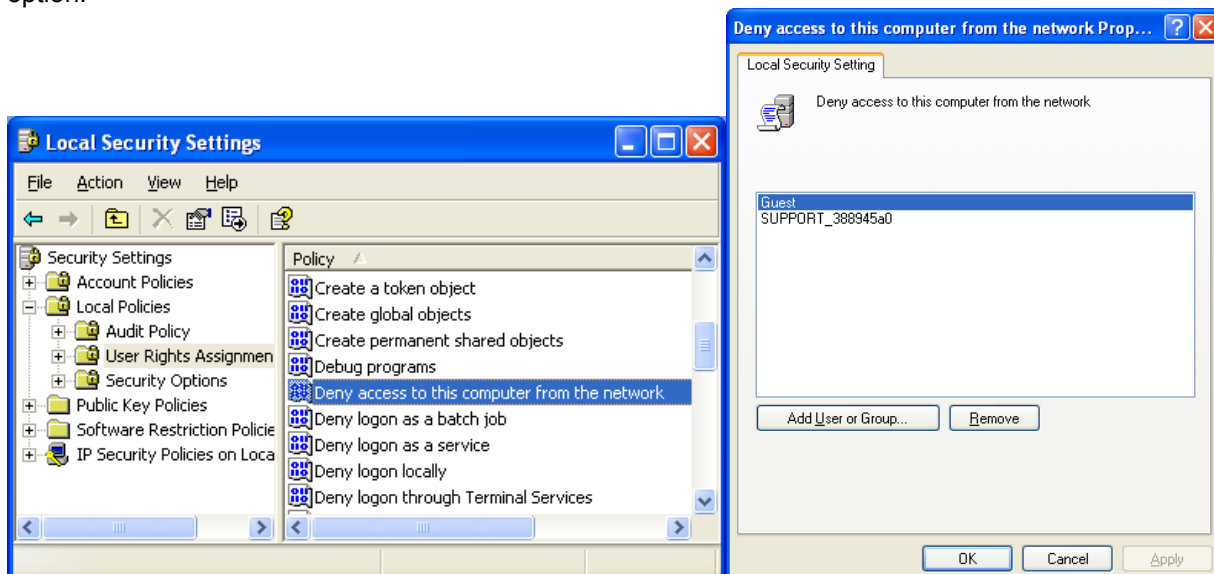 option.
Local Security Settings
File Action View Help
Security Settings
Account Policies
Local Policies
Audit Policy
User Rights Assignmen
Security Options
Public Key Policies
Software Restriction Policie
IP Security Policies on Loca
Policy
Create a token object
Create global objects
Create permanent shared objects
Debug programs
Deny access to this computer from the network
Deny logon as a batch job
Deny logon as a service
Deny logon locally
Deny logon through Terminal Services
Deny access to this computer from the network Prop...
Local Security Setting
Deny access to this computer from the network
Guest
SUPPORT_388945a0
Add User or Group... Remove
OK Cancel Apply